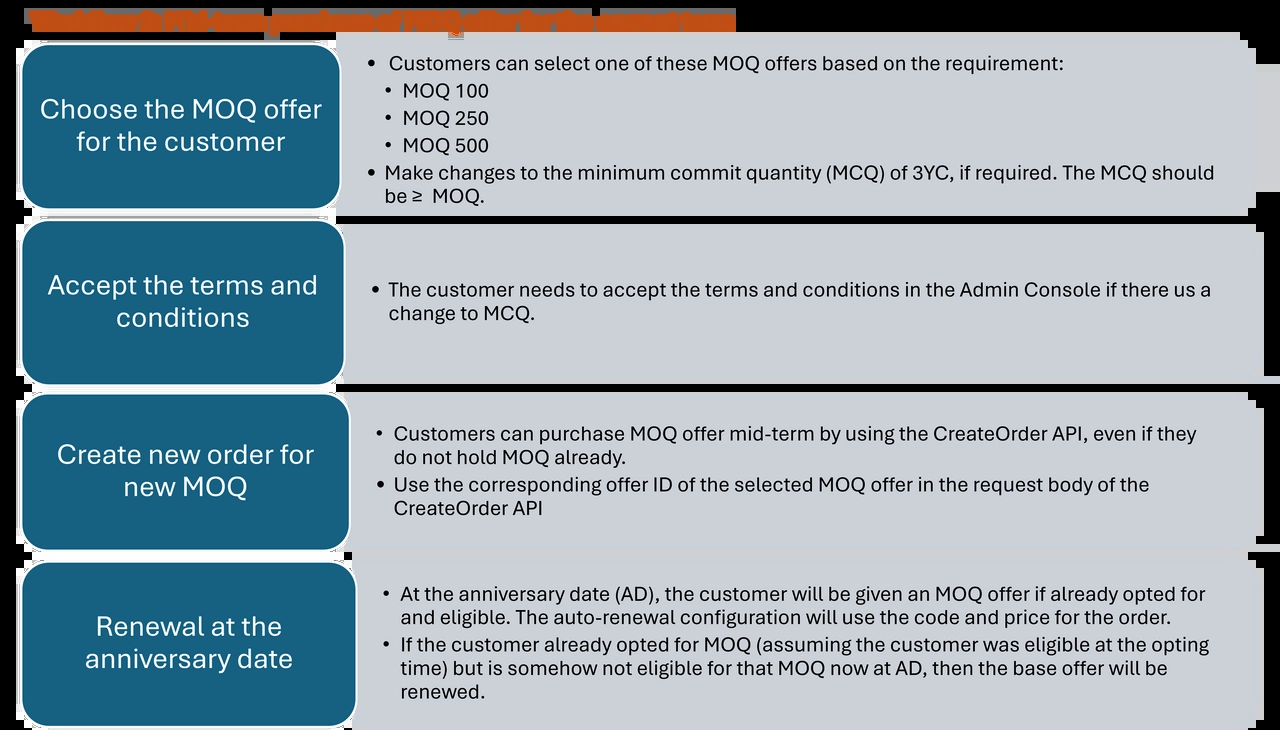 Choose the MOQ offer
for the customer
• Customers can select one of these MOQ offers based on the requirement:
• MOQ 100
• MOQ 250
• MOQ 500
• Make changes to the minimum commit quantity (MCQ) of 3YC, if required. The MCQ should
be ≥ MOQ.
Accept the terms and
conditions
• The customer needs to accept the terms and conditions in the Admin Console if there us a
change to MCQ.
Create new order for
new MOQ
• Customers can purchase MOQ offer mid-term by using the CreateOrder API, even if they
do not hold MOQ already.
• Use the corresponding offer ID of the selected MOQ offer in the request body of the
CreateOrder API
Renewal at the
anniversary date
• At the anniversary date (AD), the customer will be given an MOQ offer if already opted for
and eligible. The auto-renewal configuration will use the code and price for the order.
• If the customer already opted for MOQ (assuming the customer was eligible at the opting
time) but is somehow not eligible for that MOQ now at AD, then the base offer will be
renewed.